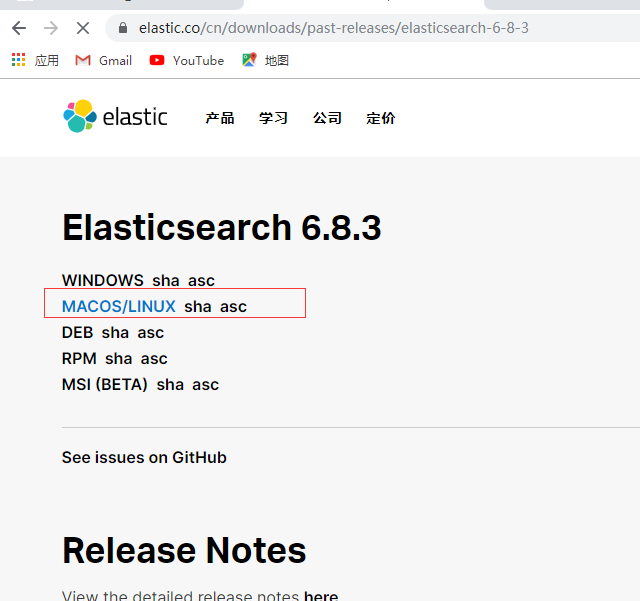 elastic.co/cn/downloads/past-releases/elasticsearch-6-8-3
应用 Gmail YouTube 地图
elastic 产品 学习 公司 定价
Elasticsearch 6.8.3
WINDOWS sha asc
MACOS/LINUX sha asc
DEB sha asc
RPM sha asc
MSI (BETA) sha asc
See issues on GitHub
Release Notes
View the detailed release notes here